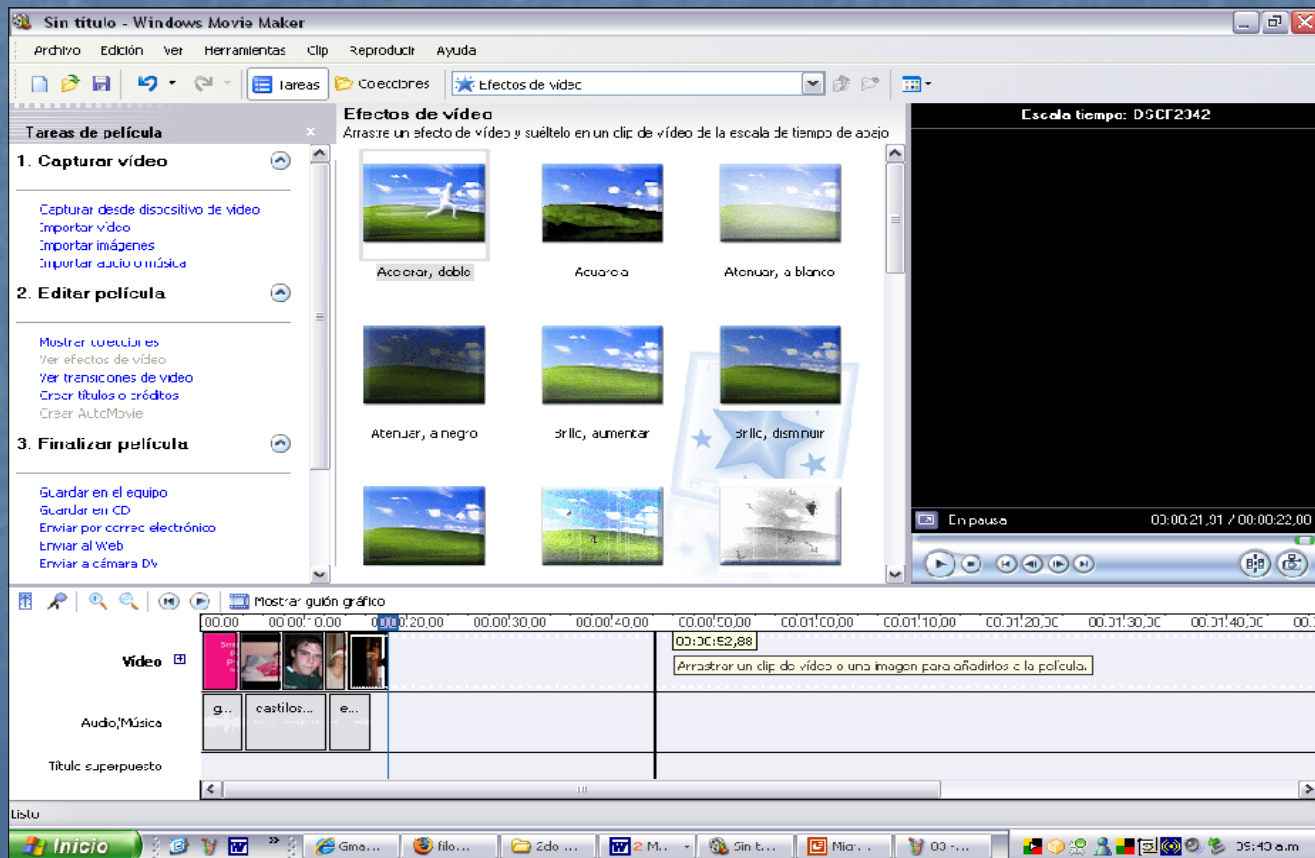 Sin título - Windows Movie Maker
Archivo Edición Ver Herramientas Clip Reproducir Ayuda
Tareas Colecciones Efectos de vídeo
Tareas de película
1. Capturar vídeo
Capturar desde dispositivo de vídeo
Importar vídeo
Importar imágenes
Importar audio o música
2. Editar película
Mostrar colecciones
Ver efectos de vídeo
Ver transiciones de vídeo
Crear títulos o créditos
Crear AutoMovie
3. Finalizar película
Guardar en el equipo
Guardar en CD
Enviar por correo electrónico
Enviar al Web
Enviar a cámara DV
Efectos de vídeo
Arrastre un efecto de vídeo y suéltelo en un clip de vídeo de la escala de tiempo de abajo
Acelerar, doble
Acuarela
Atenuar, a blanco
Atenuar, a negro
Brillo, aumentar
Brillo, disminuir
Escala tiempo: DSCF2342
En pausa
00:00:21,91 / 00:00:22,00
Mostrar guión gráfico
00:00 00:00:10,00 00:00:20,00 00:00:30,00 00:00:40,00 00:00:50,00 00:01:00,00 00:01:10,00 00:01:20,00 00:01:30,00 00:01:40,00 00:
Vídeo
00:00:52,88
Arrastrar un clip de vídeo o una imagen para añadirlos a la película.
Audio/Música
g... castilos... e...
Título superpuesto
Listo
Inicio
» Gma... filo... 2do ... 2 M... Sin t... Micr... 03 -...
09:40 a.m.